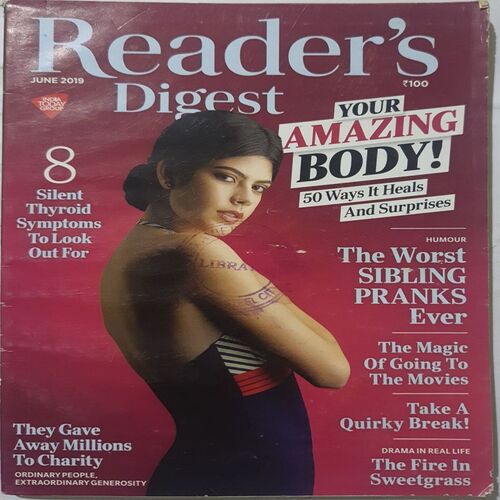 Reader's
Digest
JUNE 2019
₹100
INDIA
TODAY
GROUP
YOUR
AMAZING
BODY!
50 Ways It Heals
And Surprises
8
Silent
Thyroid
Symptoms
To Look
Out For
HUMOUR
The Worst
SIBLING
PRANKS
Ever
The Magic
Of Going To
The Movies
Take A
Quirky Break!
DRAMA IN REAL LIFE
The Fire In
Sweetgrass
They Gave
Away Millions
To Charity
ORDINARY PEOPLE,
EXTRAORDINARY GENEROSITY